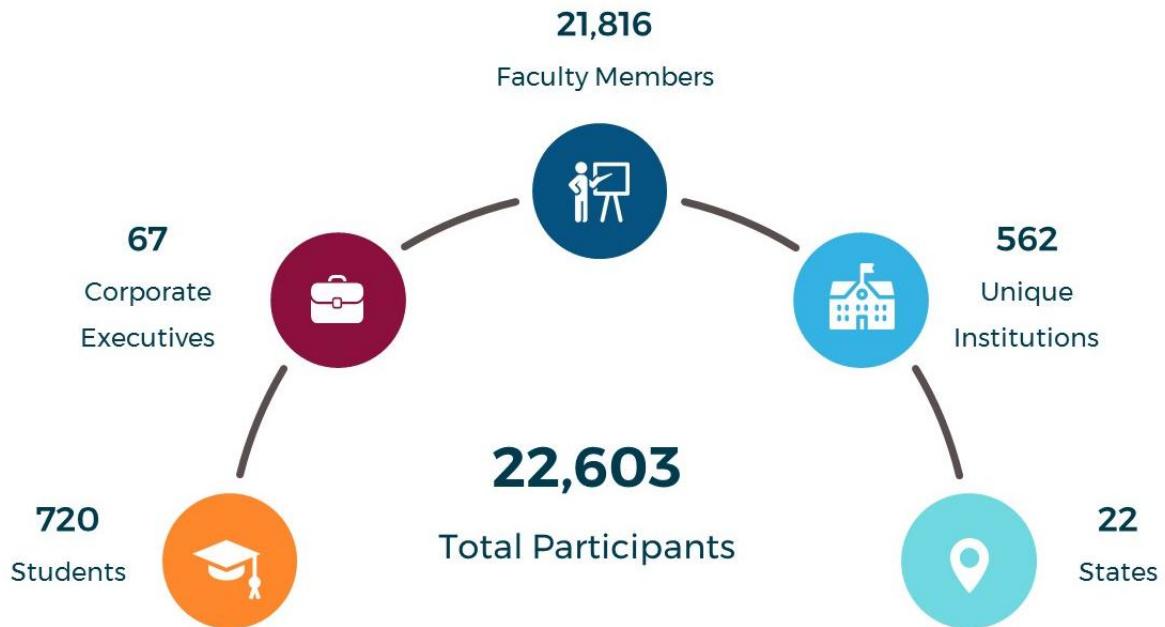 21,816
Faculty Members
67
Corporate
Executives
562
Unique
Institutions
720
Students
22,603
Total Participants
22
States